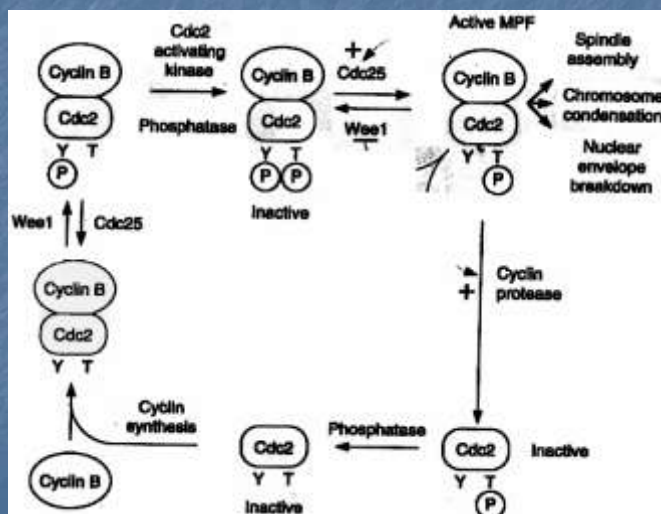 Cyclin B
Cdc2
Y T
P
Cdc2
activating
kinase
Phosphatase
Cyclin B
Cdc2
Y T
P P
Inactive
+
Cdc25
Wee1
Active MPF
Cyclin B
Cdc2
Y T
P
Spindle
assembly
Chromosome
condensation
Nuclear
envelope
breakdown
Wee1
Cdc25
Cyclin B
Cdc2
Y T
+
Cyclin
protease
Cyclin B
Cyclin
synthesis
Cdc2
Y T
Inactive
Phosphatase
Cdc2
Y T
P
Inactive